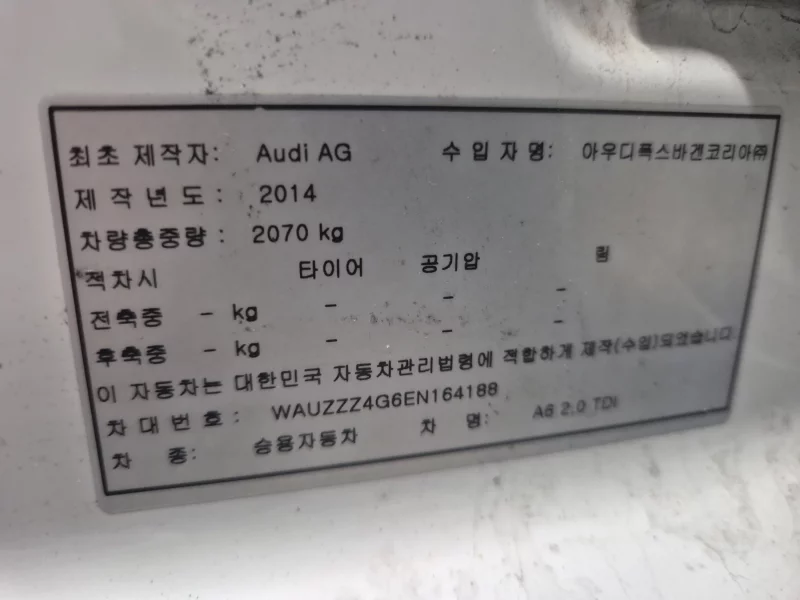 최초 제작자: Audi AG 수 입 자 명: 아우디폭스바겐코리아㈜
제 작 년 도 : 2014
차량총중량 : 2070 kg
적차시 타이어 공기압 림
전축중 - kg - - -
후축중 - kg - - -
이 자동차는 대한민국 자동차관리법령에 적합하게 제작(수입)되었습니다
차 대 번 호 : WAUZZZ4G6EN164188
차 종: 승용자동차 차 명: A6 2.0 TDI